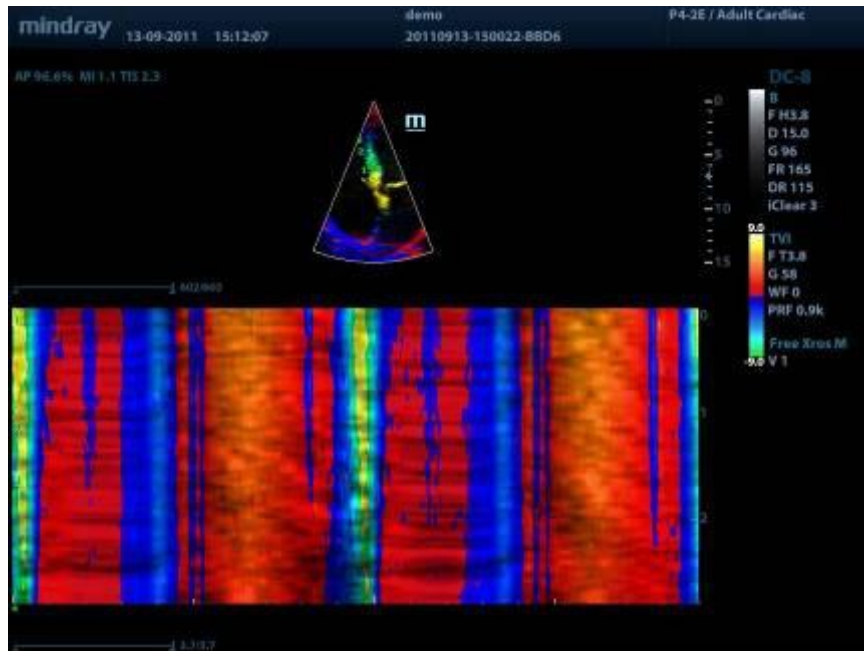 demo
P4-2E / Adult Cardiac
mindray
13-09-2011 15:12:07
20110913-150022-BBD6
AP 96.6% MI 1.1 TIS 2.3
DC-8
m
B
F H3.8
D 15.0
G 96
FR 165
DR 115
iClear 3
0
5
10
15
9.0
TVI
F T3.8
G 58
WF 0
PRF 0.9k
Free Xros M
-9.0
V 1
0
1
2